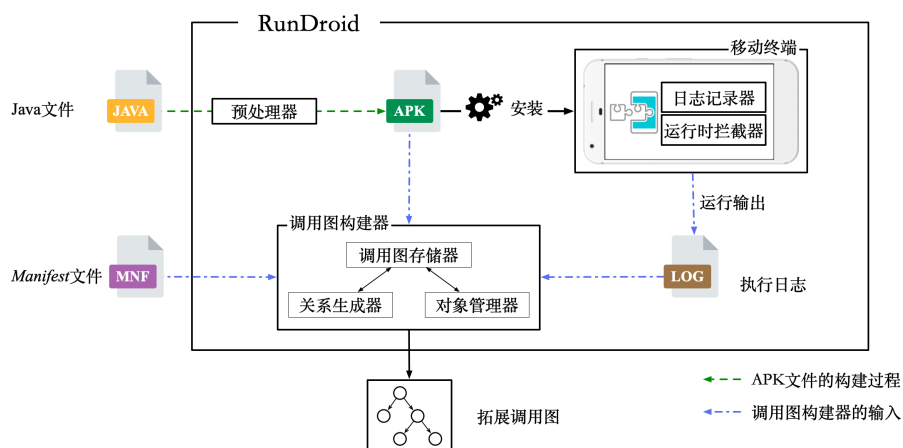 RunDroid
移动终端
Java文件
JAVA
预处理器
APK
安装
日志记录器
运行时拦截器
运行输出
调用图构建器
调用图存储器
Manifest文件
MNF
关系生成器
对象管理器
LOG
执行日志
APK文件的构建过程
拓展调用图
调用图构建器的输入